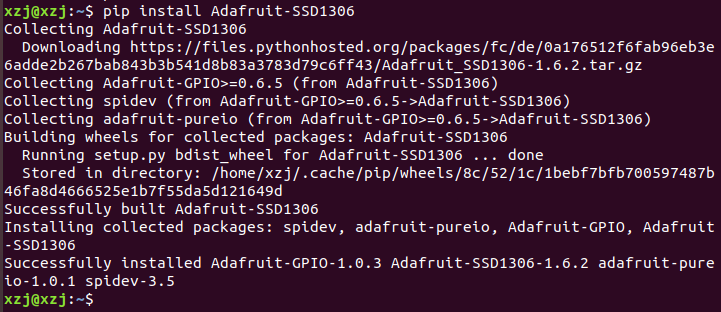 xzj@xzj:~$ pip install Adafruit-SSD1306
Collecting Adafruit-SSD1306
  Downloading https://files.pythonhosted.org/packages/fc/de/0a176512f6fab96eb3e
6adde2b267bab843b3b541d8b83a3783d79c6ff43/Adafruit_SSD1306-1.6.2.tar.gz
Collecting Adafruit-GPIO>=0.6.5 (from Adafruit-SSD1306)
Collecting spidev (from Adafruit-GPIO>=0.6.5->Adafruit-SSD1306)
Collecting adafruit-pureio (from Adafruit-GPIO>=0.6.5->Adafruit-SSD1306)
Building wheels for collected packages: Adafruit-SSD1306
  Running setup.py bdist_wheel for Adafruit-SSD1306 ... done
  Stored in directory: /home/xzj/.cache/pip/wheels/8c/52/1c/1bebf7bfb700597487b
46fa8d4666525e1b7f55da5d121649d
Successfully built Adafruit-SSD1306
Installing collected packages: spidev, adafruit-pureio, Adafruit-GPIO, Adafruit
-SSD1306
Successfully installed Adafruit-GPIO-1.0.3 Adafruit-SSD1306-1.6.2 adafruit-pure
io-1.0.1 spidev-3.5
xzj@xzj:~$